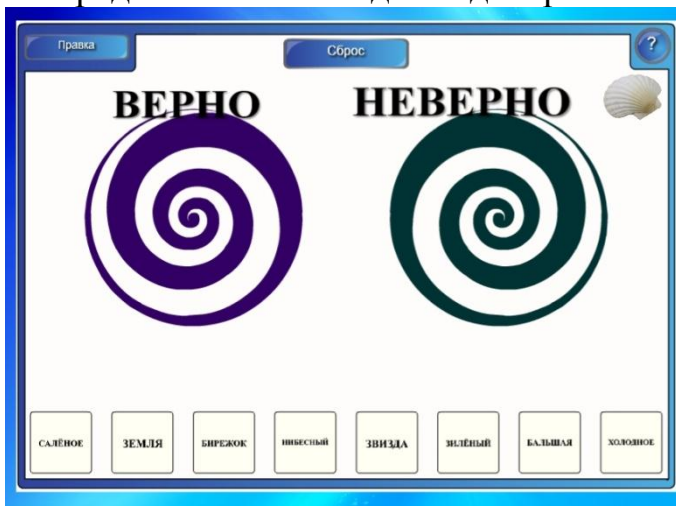 Правка
Сброс
?
ВЕРНО НЕВЕРНО
САЛЁНОЕ ЗЕМЛЯ БИРЕЖОК НИБЕСНЫЙ ЗВИЗДА ЗИЛЁНЫЙ БАЛЬШАЯ ХОЛОДНОЕ